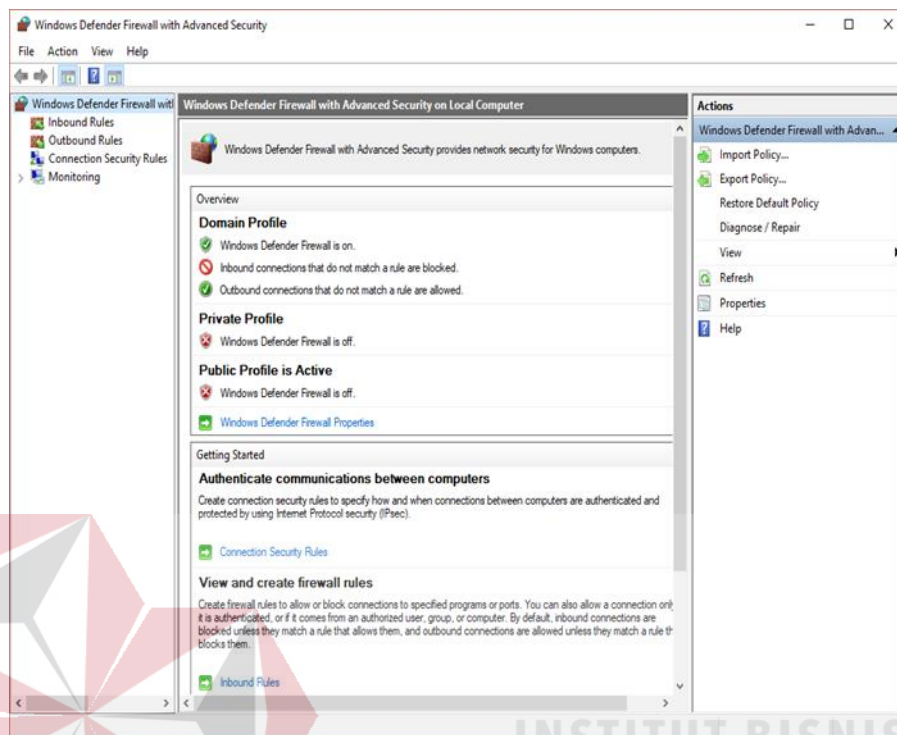 Windows Defender Firewall with Advanced Security
File Action View Help
Windows Defender Firewall with
Inbound Rules
Outbound Rules
Connection Security Rules
Monitoring
Windows Defender Firewall with Advanced Security on Local Computer
Windows Defender Firewall with Advanced Security provides network security for Windows computers.
Overview
Domain Profile
Windows Defender Firewall is on.
Inbound connections that do not match a rule are blocked.
Outbound connections that do not match a rule are allowed.
Private Profile
Windows Defender Firewall is off.
Public Profile is Active
Windows Defender Firewall is off.
Windows Defender Firewall Properties
Getting Started
Authenticate communications between computers
Create connection security rules to specify how and when connections between computers are authenticated and
protected by using Internet Protocol security (IPsec).
Connection Security Rules
View and create firewall rules
Create firewall rules to allow or block connections to specified programs or ports. You can also allow a connection only
it is authenticated, or if it comes from an authorized user, group, or computer. By default, inbound connections are
blocked unless they match a rule that allows them, and outbound connections are allowed unless they match a rule th
blocks them.
Inbound Rules
Actions
Windows Defender Firewall with Advan...
Import Policy...
Export Policy...
Restore Default Policy
Diagnose / Repair
View
Refresh
Properties
Help
INSTITUT BISNIS